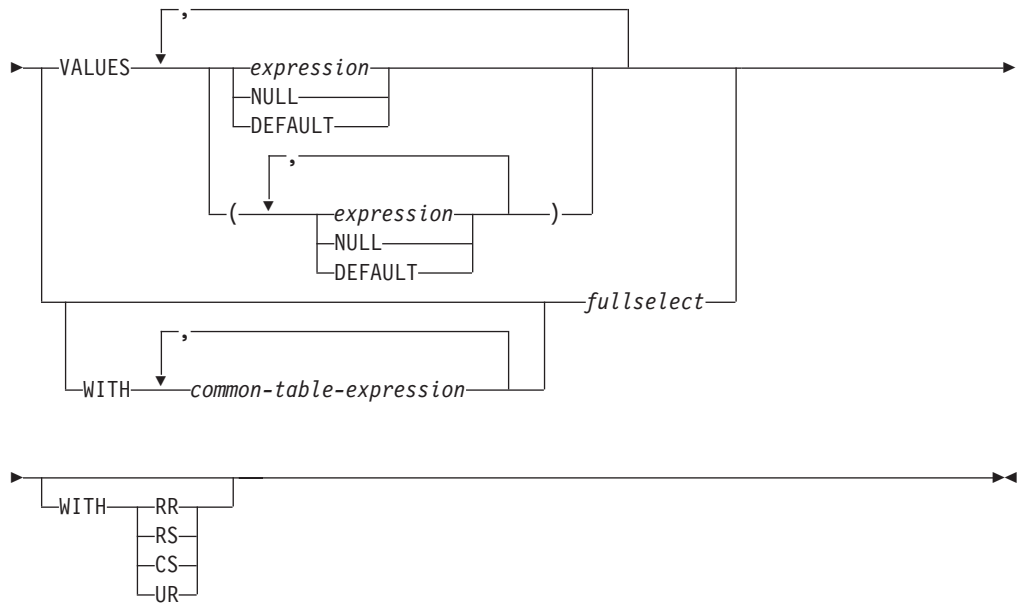 ,
VALUES expression
NULL
DEFAULT
,
( expression )
NULL
DEFAULT
fullselect
,
WITH common-table-expression
WITH RR
RS
CS
UR